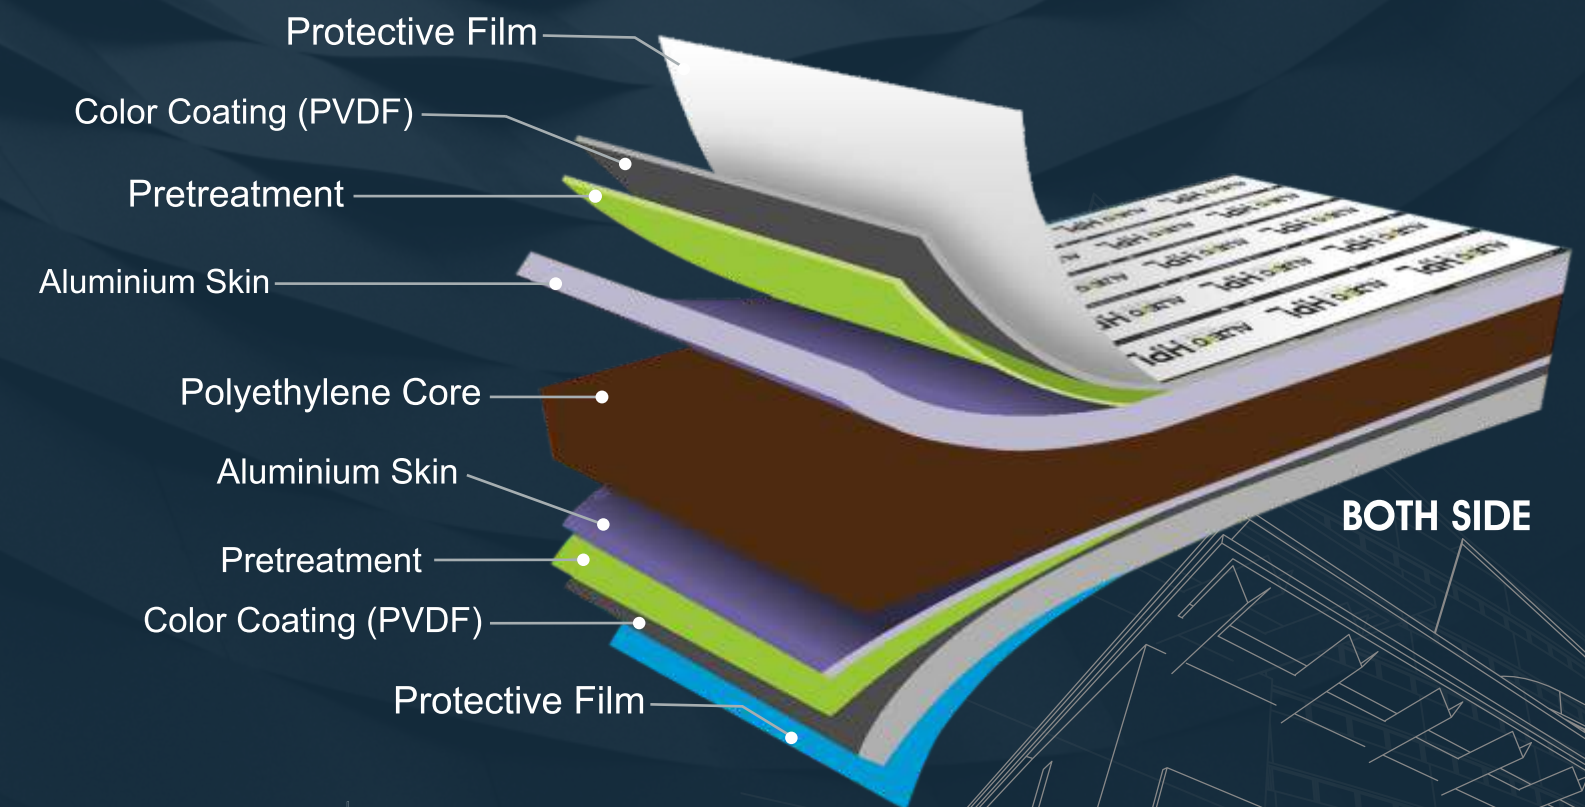 Protective Film
Color Coating (PVDF)
Pretreatment
Aluminium Skin
Polyethylene Core
Aluminium Skin
Pretreatment
Color Coating (PVDF)
Protective Film
BOTH SIDE